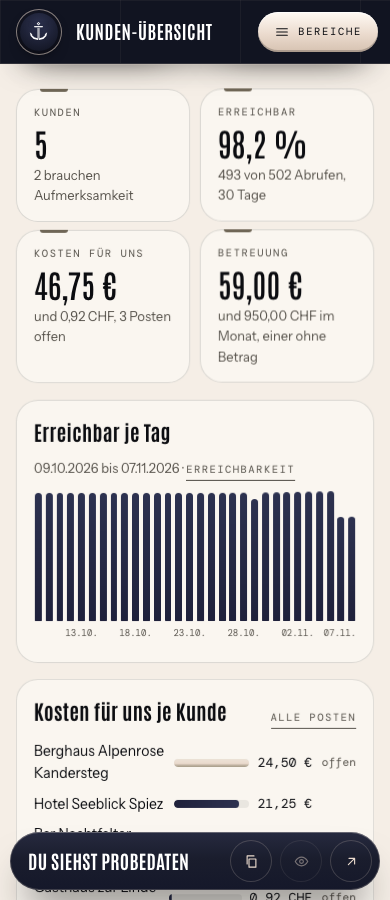 KUNDEN-ÜBERSICHT
BEREICHE
KUNDEN
5
2 brauchen
Aufmerksamkeit
ERREICHBAR
98,2 %
493 von 502 Abrufen,
30 Tage
KOSTEN FÜR UNS
46,75 €
und 0,92 CHF, 3 Posten
offen
BETREUUNG
59,00 €
und 950,00 CHF im
Monat, einer ohne
Betrag
Erreichbar je Tag
09.10.2026 bis 07.11.2026 · ERREICHBARKEIT
13.10. 18.10. 23.10. 28.10. 02.11. 07.11.
Kosten für uns je Kunde
ALLE POSTEN
Berghaus Alpenrose
Kandersteg
24,50 € offen
Hotel Seeblick Spiez 21,25 €
DU SIEHST PROBEDATEN
0,92 CHF offen